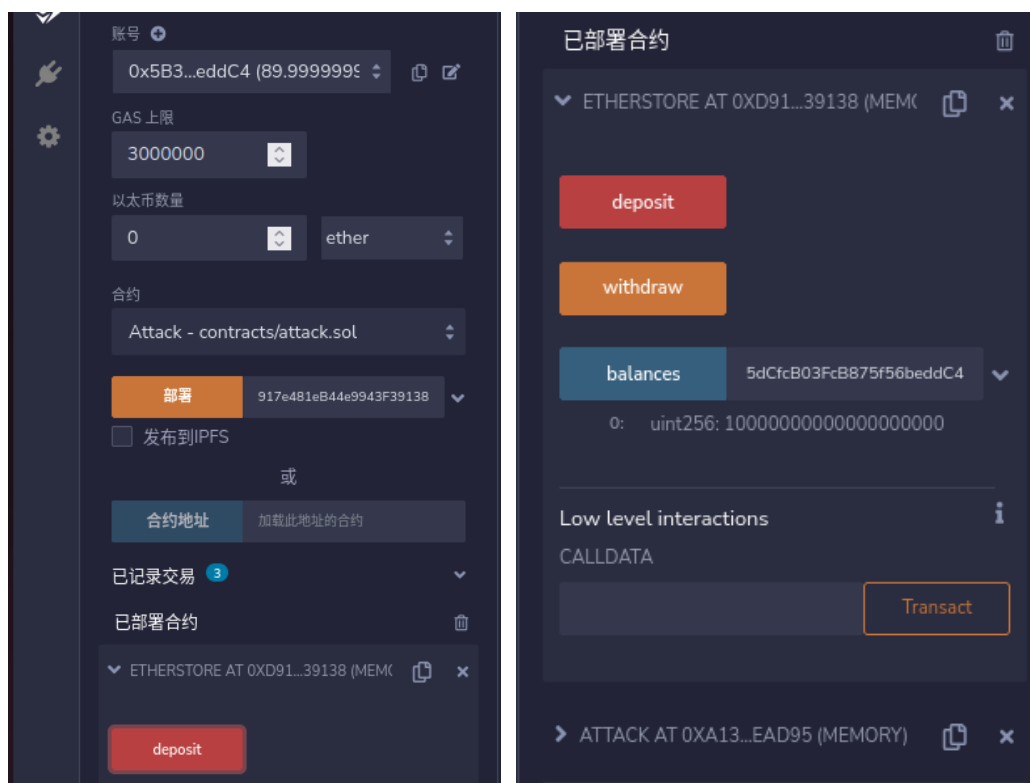 账号
0x5B3...eddC4 (89.9999999
GAS 上限
3000000
以太币数量
0
ether
合约
Attack - contracts/attack.sol
部署
917e481eB44e9943F39138
发布到IPFS
或
合约地址
加载此地址的合约
已记录交易 3
已部署合约
ETHERSTORE AT 0XD91...39138 (MEM
deposit
已部署合约
ETHERSTORE AT 0XD91...39138 (MEM
deposit
withdraw
balances
5dCfcB03FcB875f56beddC4
0: uint256: 10000000000000000000
Low level interactions
CALLDATA
Transact
ATTACK AT 0XA13...EAD95 (MEMORY)